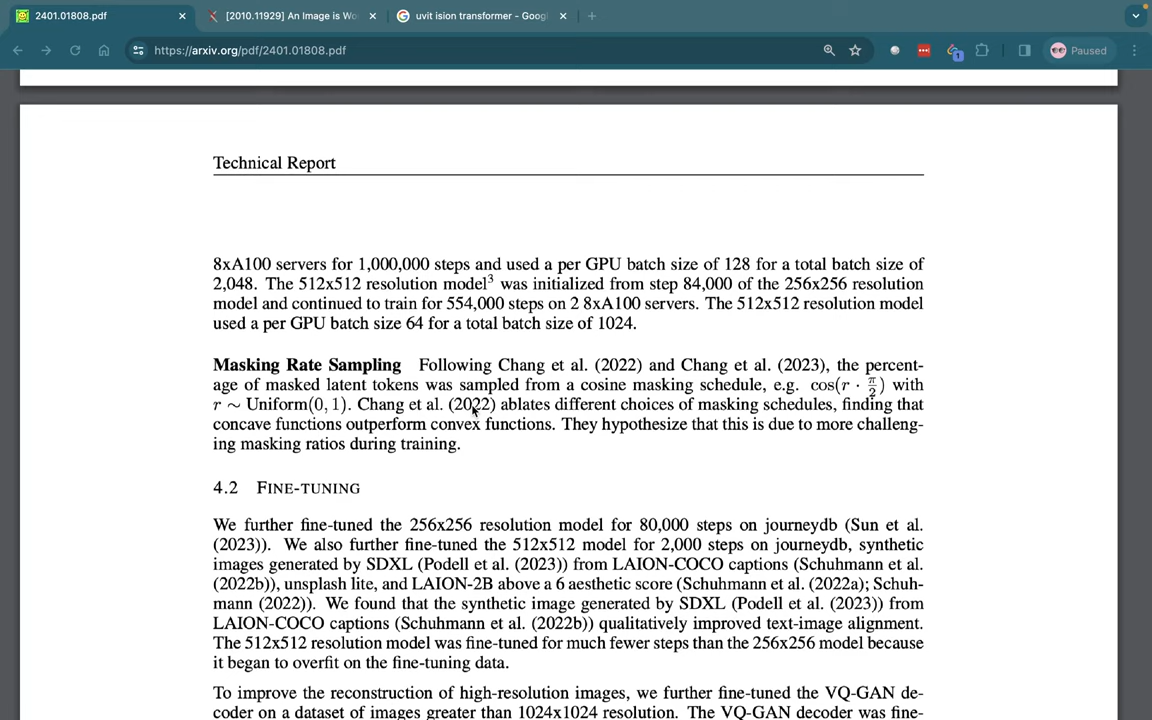 2401.01808.pdf
[2010.11929] An Image is Wo
uvit ision transformer - Googl
https://arxiv.org/pdf/2401.01808.pdf
1
Paused
Technical Report
8xA100 servers for 1,000,000 steps and used a per GPU batch size of 128 for a total batch size of
2,048. The 512x512 resolution model³ was initialized from step 84,000 of the 256x256 resolution
model and continued to train for 554,000 steps on 2 8xA100 servers. The 512x512 resolution model
used a per GPU batch size 64 for a total batch size of 1024.
Masking Rate Sampling Following Chang et al. (2022) and Chang et al. (2023), the percent-
age of masked latent tokens was sampled from a cosine masking schedule, e.g. cos(r · π/2) with
r ∼ Uniform(0, 1). Chang et al. (2022) ablates different choices of masking schedules, finding that
concave functions outperform convex functions. They hypothesize that this is due to more challeng-
ing masking ratios during training.
4.2 FINE-TUNING
We further fine-tuned the 256x256 resolution model for 80,000 steps on journeydb (Sun et al.
(2023)). We also further fine-tuned the 512x512 model for 2,000 steps on journeydb, synthetic
images generated by SDXL (Podell et al. (2023)) from LAION-COCO captions (Schuhmann et al.
(2022b)), unsplash lite, and LAION-2B above a 6 aesthetic score (Schuhmann et al. (2022a); Schuh-
mann (2022)). We found that the synthetic image generated by SDXL (Podell et al. (2023)) from
LAION-COCO captions (Schuhmann et al. (2022b)) qualitatively improved text-image alignment.
The 512x512 resolution model was fine-tuned for much fewer steps than the 256x256 model because
it began to overfit on the fine-tuning data.
To improve the reconstruction of high-resolution images, we further fine-tuned the VQ-GAN de-
coder on a dataset of images greater than 1024x1024 resolution. The VQ-GAN decoder was fine-